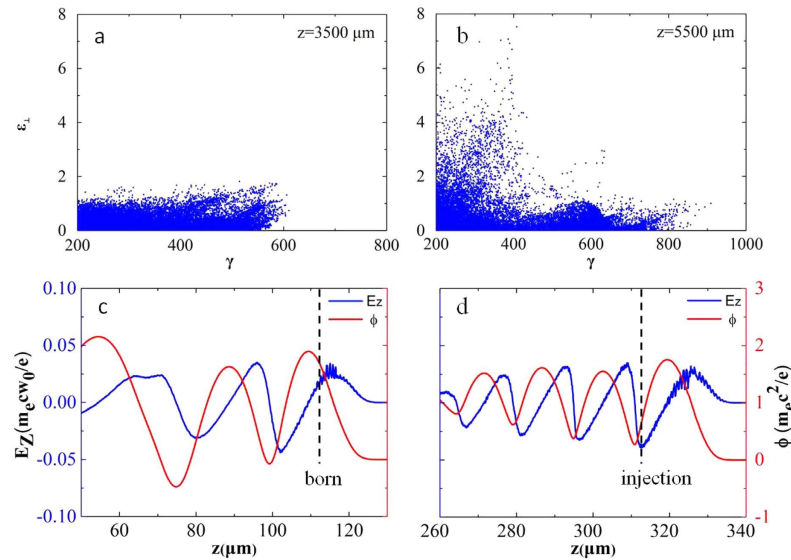 a
z=3500 μm
b
z=5500 μm
8
6
4
2
0
8
6
4
2
0
ε⊥
200
400
600
800
200
400
600
800
1000
γ
γ
c
Ez
ϕ
d
Ez
ϕ
0.10
0.05
0.00
-0.05
-0.10
3
2
1
0
-1
Ez(mecw0/e)
ϕ (mec²/e)
born
injection
60
80
100
120
260
280
300
320
340
z(μm)
z(μm)